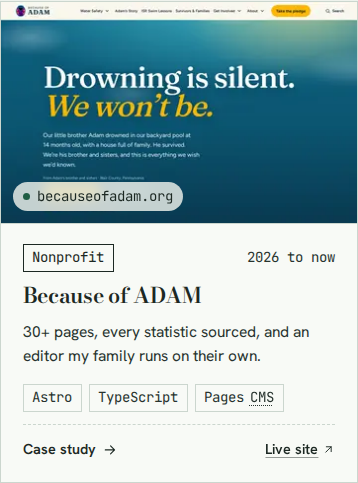 BECAUSE OF
ADAM
Water Safety
Adam's Story
Survivors & Families
Get Involved
About
Take the pledge
Search
Drowning is silent.
We won't be.
Our little brother Adam drowned in our backyard pool at
14 months old, with a house full of family. He survived.
We're his brother and sisters, and this is everything we wish
we'd known.
becauseofadam.org
Nonprofit
2026 to now
Because of ADAM
30+ pages, every statistic sourced, and an
editor my family runs on their own.
Astro
TypeScript
Pages CMS
Case study →
Live site ↗